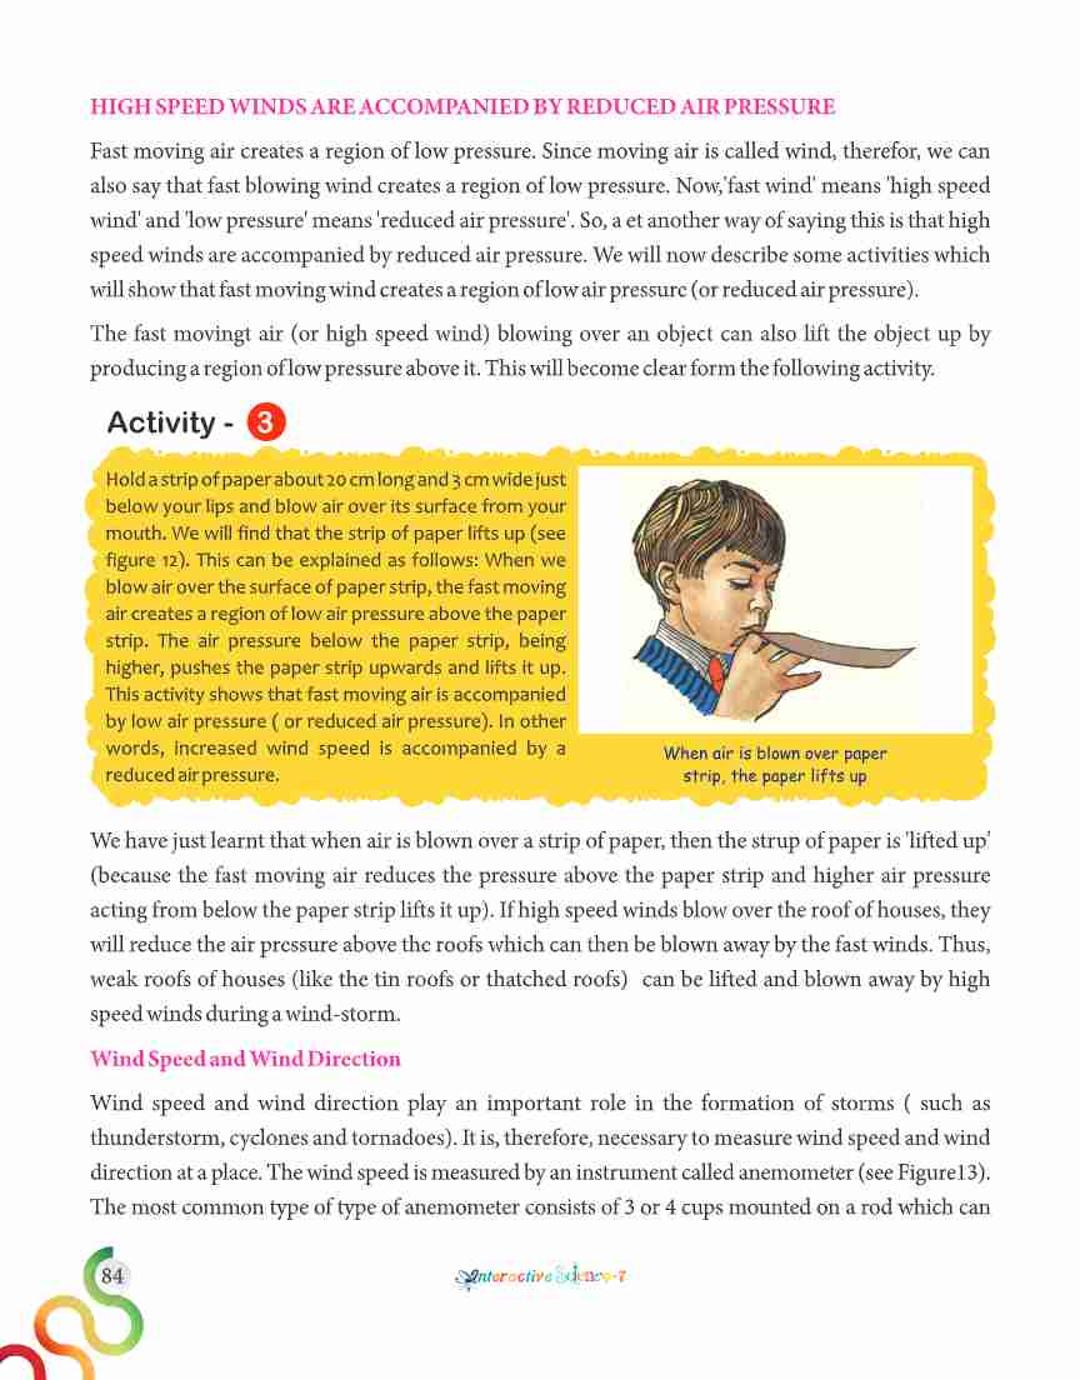 HIGH SPEED WINDS ARE ACCOMPANIED BY REDUCED AIR PRESSURE
Fast moving air creates a region of low pressure. Since moving air is called wind, therefor, we can
also say that fast blowing wind creates a region of low pressure. Now,'fast wind' means 'high speed
wind' and 'low pressure' means 'reduced air pressure'. So, a et another way of saying this is that high
speed winds are accompanied by reduced air pressure. We will now describe some activities which
will show that fast moving wind creates a region of low air pressure (or reduced air pressure).
The fast movingt air (or high speed wind) blowing over an object can also lift the object up by
producing a region of low pressure above it. This will become clear form the following activity.
Activity - 3
Hold a strip of paper about 20 cm long and 3 cm wide just
below your lips and blow air over its surface from your
mouth. We will find that the strip of paper lifts up (see
figure 12). This can be explained as follows: When we
blow air over the surface of paper strip, the fast moving
air creates a region of low air pressure above the paper
strip. The air pressure below the paper strip, being
higher, pushes the paper strip upwards and lifts it up.
This activity shows that fast moving air is accompanied
by low air pressure ( or reduced air pressure). In other
words, increased wind speed is accompanied by a
reduced air pressure.
When air is blown over paper
strip, the paper lifts up
We have just learnt that when air is blown over a strip of paper, then the strup of paper is 'lifted up'
(because the fast moving air reduces the pressure above the paper strip and higher air pressure
acting from below the paper strip lifts it up). If high speed winds blow over the roof of houses, they
will reduce the air pressure above the roofs which can then be blown away by the fast winds. Thus,
weak roofs of houses (like the tin roofs or thatched roofs) can be lifted and blown away by high
speed winds during a wind-storm.
Wind Speed and Wind Direction
Wind speed and wind direction play an important role in the formation of storms ( such as
thunderstorm, cyclones and tornadoes). It is, therefore, necessary to measure wind speed and wind
direction at a place. The wind speed is measured by an instrument called anemometer (see Figure13).
The most common type of type of anemometer consists of 3 or 4 cups mounted on a rod which can
84
Interactive Science-7